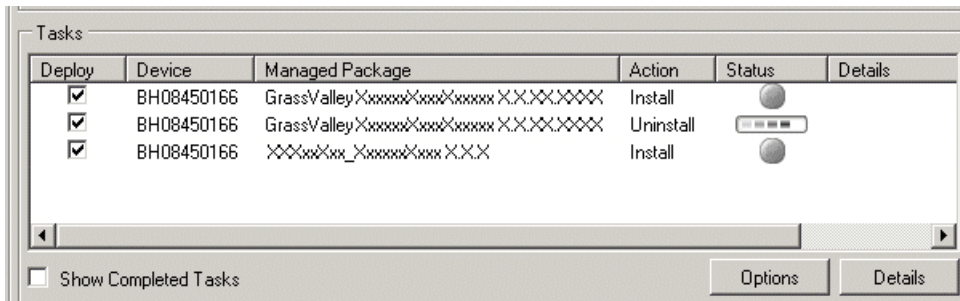 Tasks
Deploy Device Managed Package Action Status Details
BH08450166 GrassValleyXxxxxxXxxxXxxxxx X.X.XX.XXXX Install
BH08450166 GrassValleyXxxxxxXxxxXxxxxx X.X.XX.XXXX Uninstall
BH08450166 XXXxxXxx_XxxxxxXxxx X.X.X Install
Show Completed Tasks Options Details